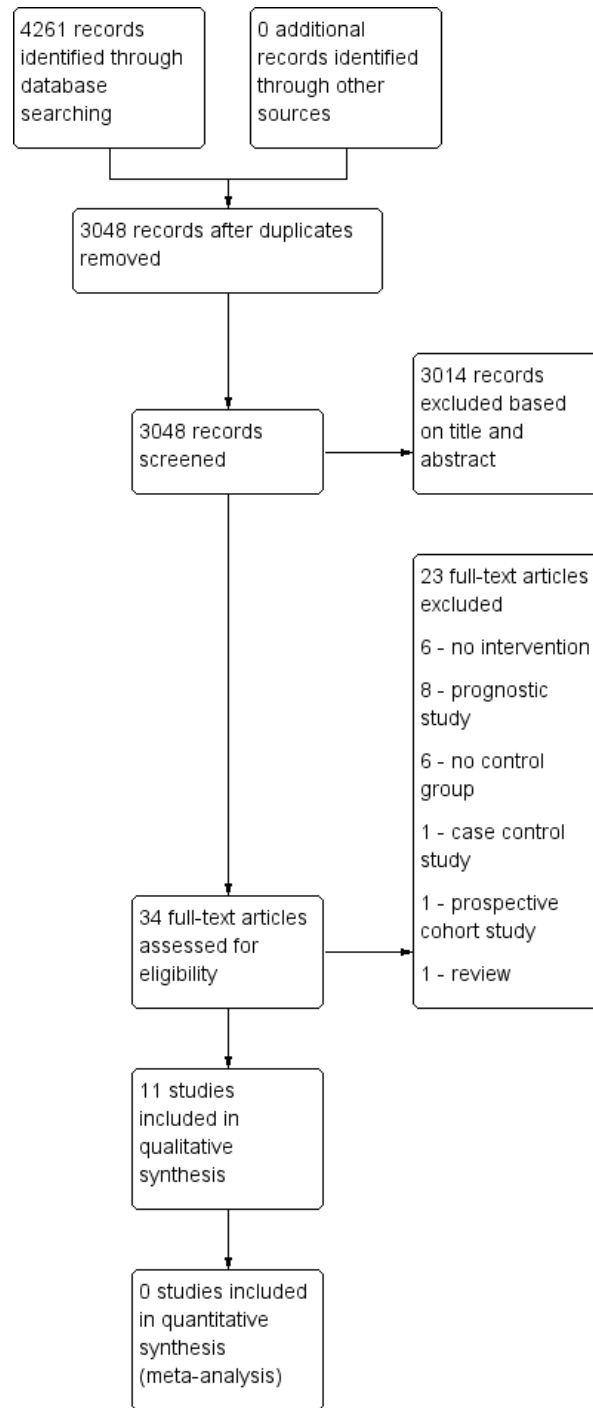 4261 records
identified through
database
searching
0 additional
records identified
through other
sources
3048 records after duplicates
removed
3048 records
screened
3014 records
excluded based
on title and
abstract
23 full-text articles
excluded
6 - no intervention
8 - prognostic
study
6 - no control
group
1 - case control
study
1 - prospective
cohort study
1 - review
34 full-text articles
assessed for
eligibility
11 studies
included in
qualitative
synthesis
0 studies included
in quantitative
synthesis
(meta-analysis)